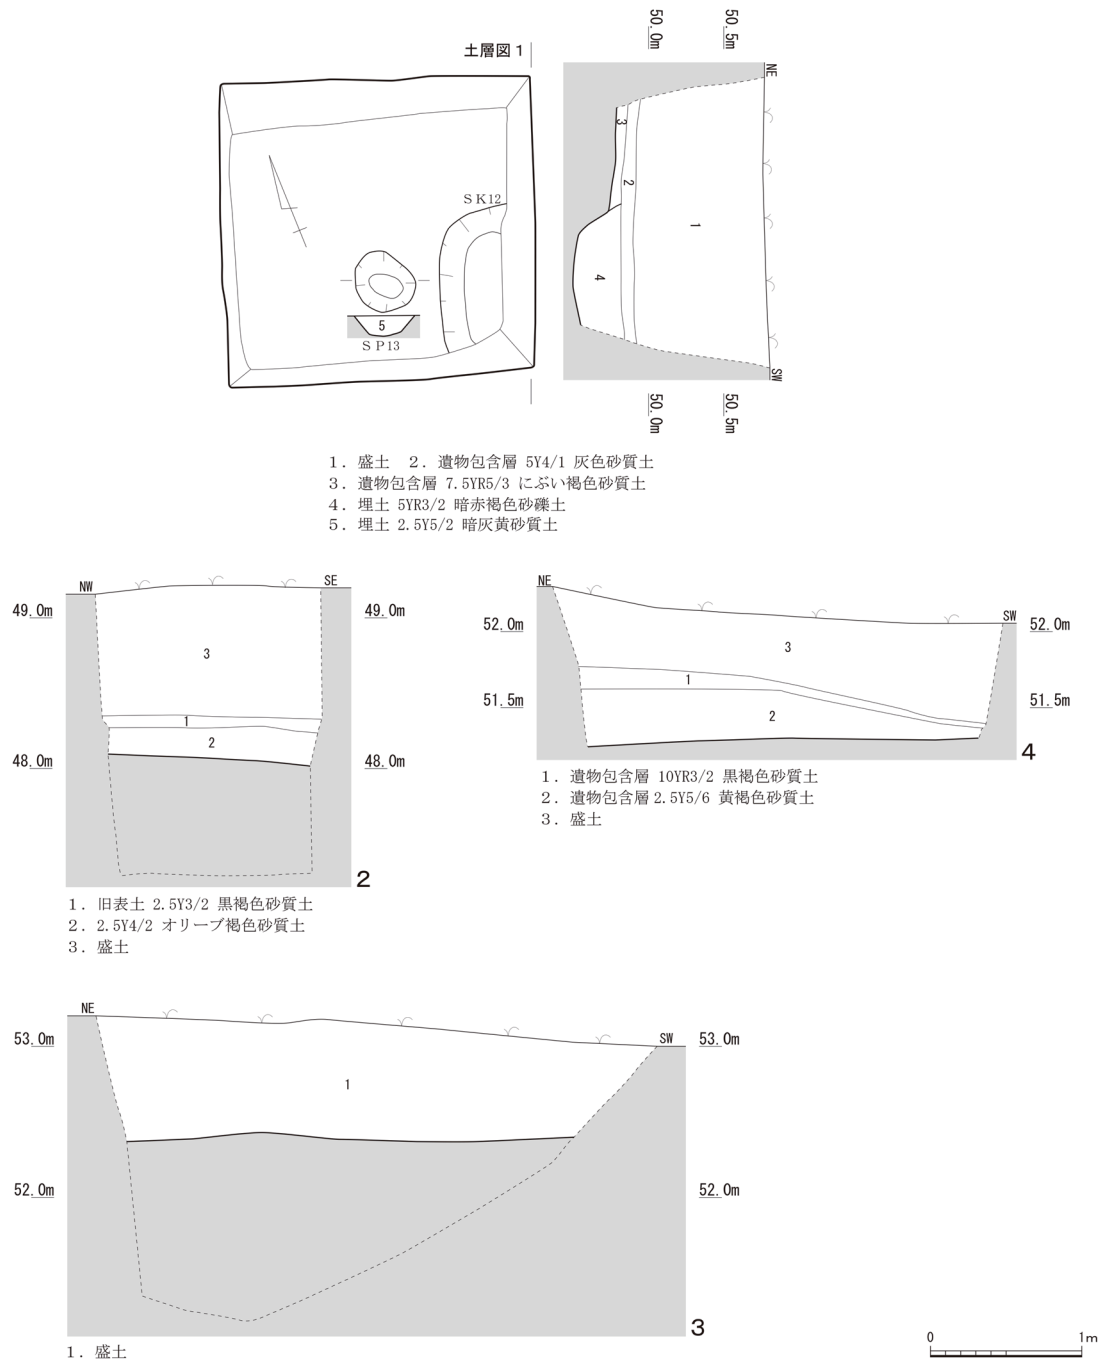 土層図1
50.0m
50.5m
NE
SW
50.0m
50.5m
3
2
1
4
SK12
5
SP13
1．盛土　2．遺物包含層 5Y4/1 灰色砂質土
3．遺物包含層 7.5YR5/3 にぶい褐色砂質土
4．埋土 5YR3/2 暗赤褐色砂礫土
5．埋土 2.5Y5/2 暗灰黄砂質土
NW
SE
49.0m
49.0m
3
1
2
48.0m
48.0m
2
1．旧表土 2.5Y3/2 黒褐色砂質土
2．2.5Y4/2 オリーブ褐色砂質土
3．盛土
NE
SW
52.0m
52.0m
3
1
51.5m
51.5m
2
4
1．遺物包含層 10YR3/2 黒褐色砂質土
2．遺物包含層 2.5Y5/6 黄褐色砂質土
3．盛土
NE
SW
53.0m
53.0m
1
52.0m
52.0m
3
1．盛土
0 1m